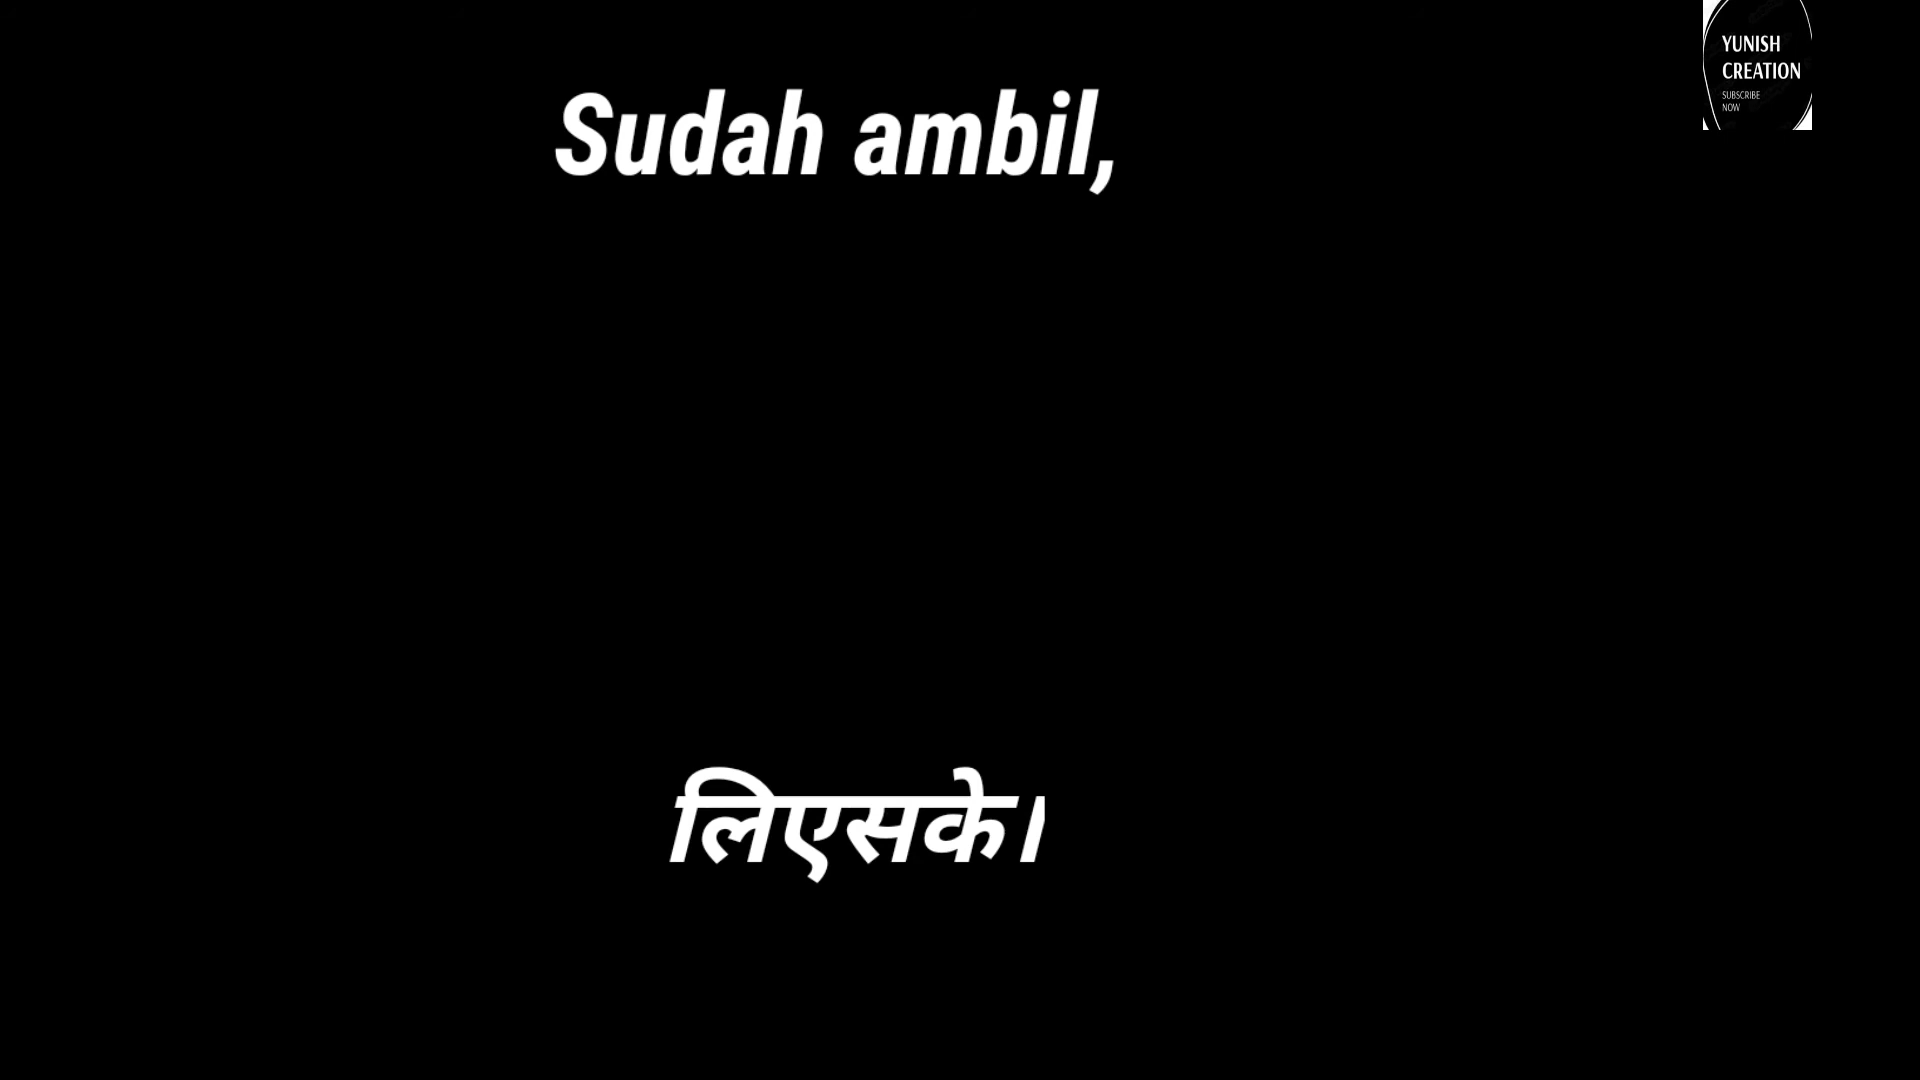 YUNISH
CREATION
SUBSCRIBE
NOW
Sudah ambil,
लिएसके।